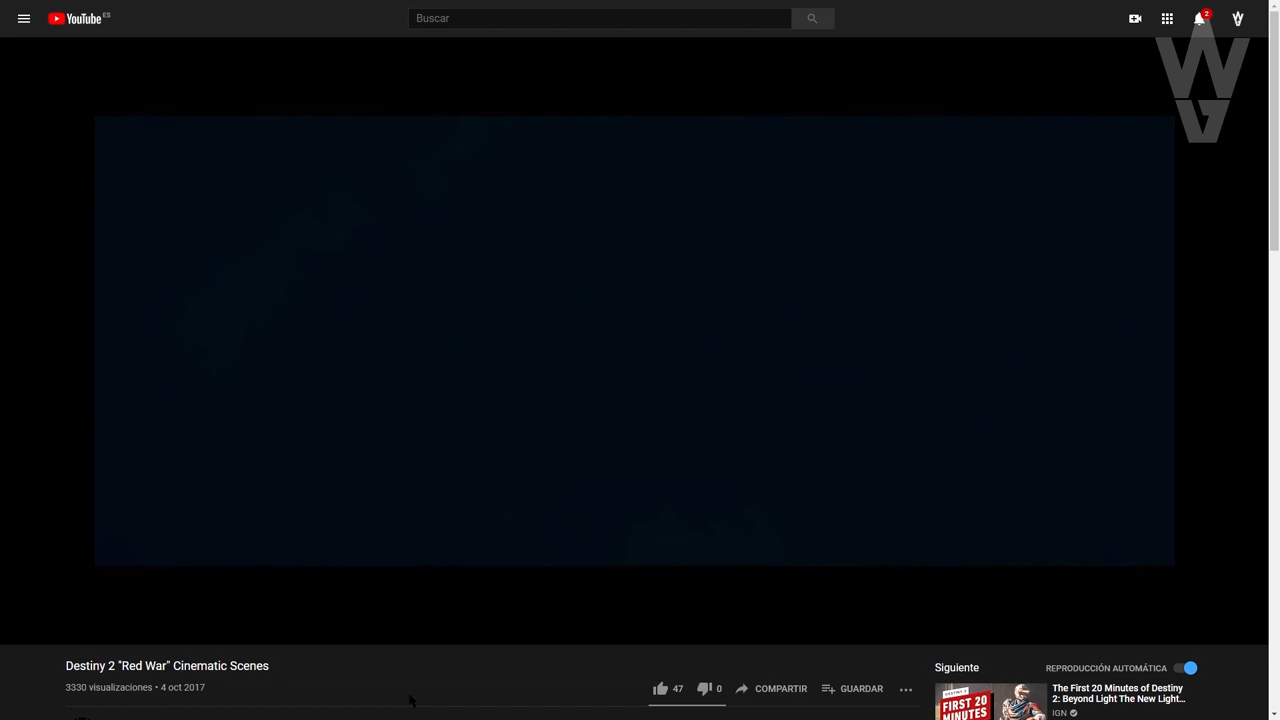 YouTube ES
Buscar
2
W
G
Destiny 2 "Red War" Cinematic Scenes
3330 visualizaciones • 4 oct 2017
47
0
COMPARTIR
GUARDAR
Siguiente
REPRODUCCIÓN AUTOMÁTICA
FIRST 20
MINUTES
The First 20 Minutes of Destiny
2: Beyond Light The New Light...
IGN